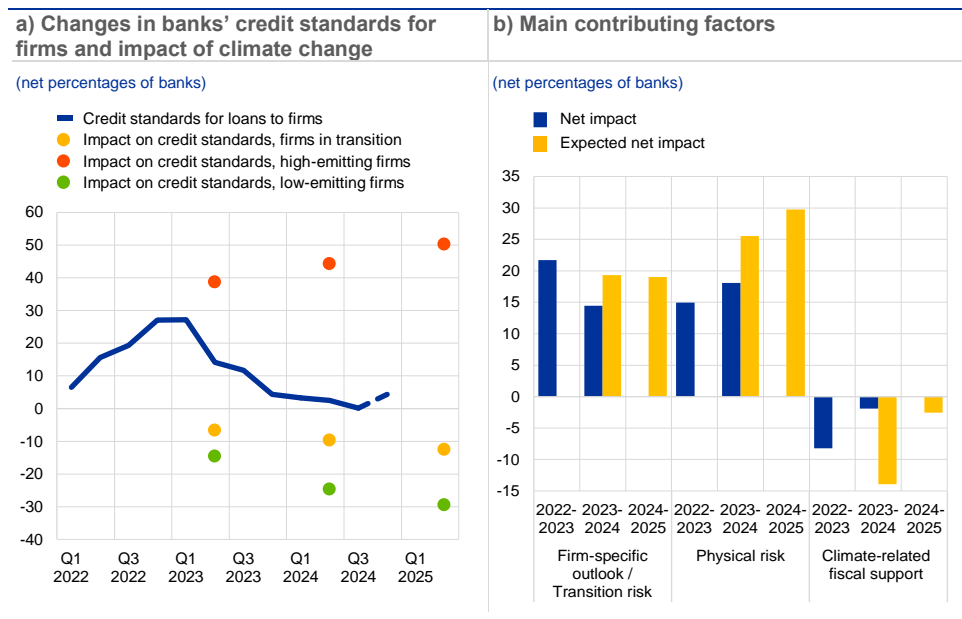 a) Changes in banks’ credit standards for
firms and impact of climate change
(net percentages of banks)
Credit standards for loans to firms
Impact on credit standards, firms in transition
Impact on credit standards, high-emitting firms
Impact on credit standards, low-emitting firms
60
50
40
30
20
10
0
-10
-20
-30
-40
Q1 Q3 Q1 Q3 Q1 Q3 Q1
2022 2022 2023 2023 2024 2024 2025
b) Main contributing factors
(net percentages of banks)
Net impact
Expected net impact
35
30
25
20
15
10
5
0
-5
-10
-15
2022- 2023- 2024- 2022- 2023- 2024- 2022- 2023- 2024-
2023 2024 2025 2023 2024 2025 2023 2024 2025
Firm-specific
outlook /
Transition risk
Physical risk
Climate-related
fiscal support